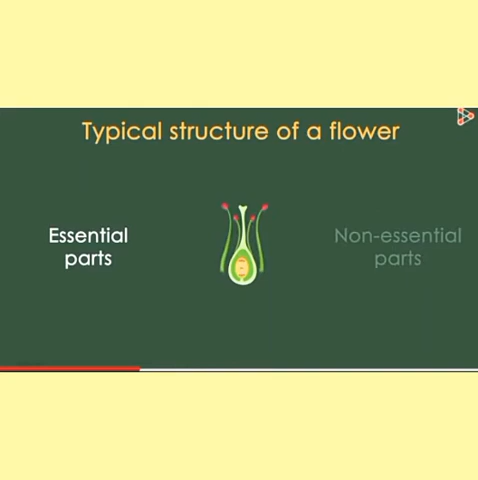 Typical structure of a flower
Essential
parts
Non-essential
parts